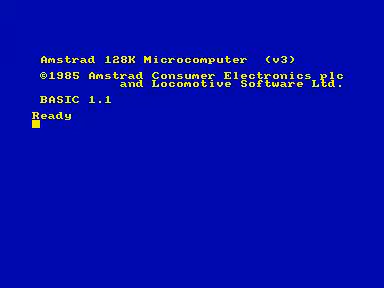 Amstrad 128K Microcomputer  (v3)
©1985 Amstrad Consumer Electronics plc
and Locomotive Software Ltd.
BASIC 1.1
Ready